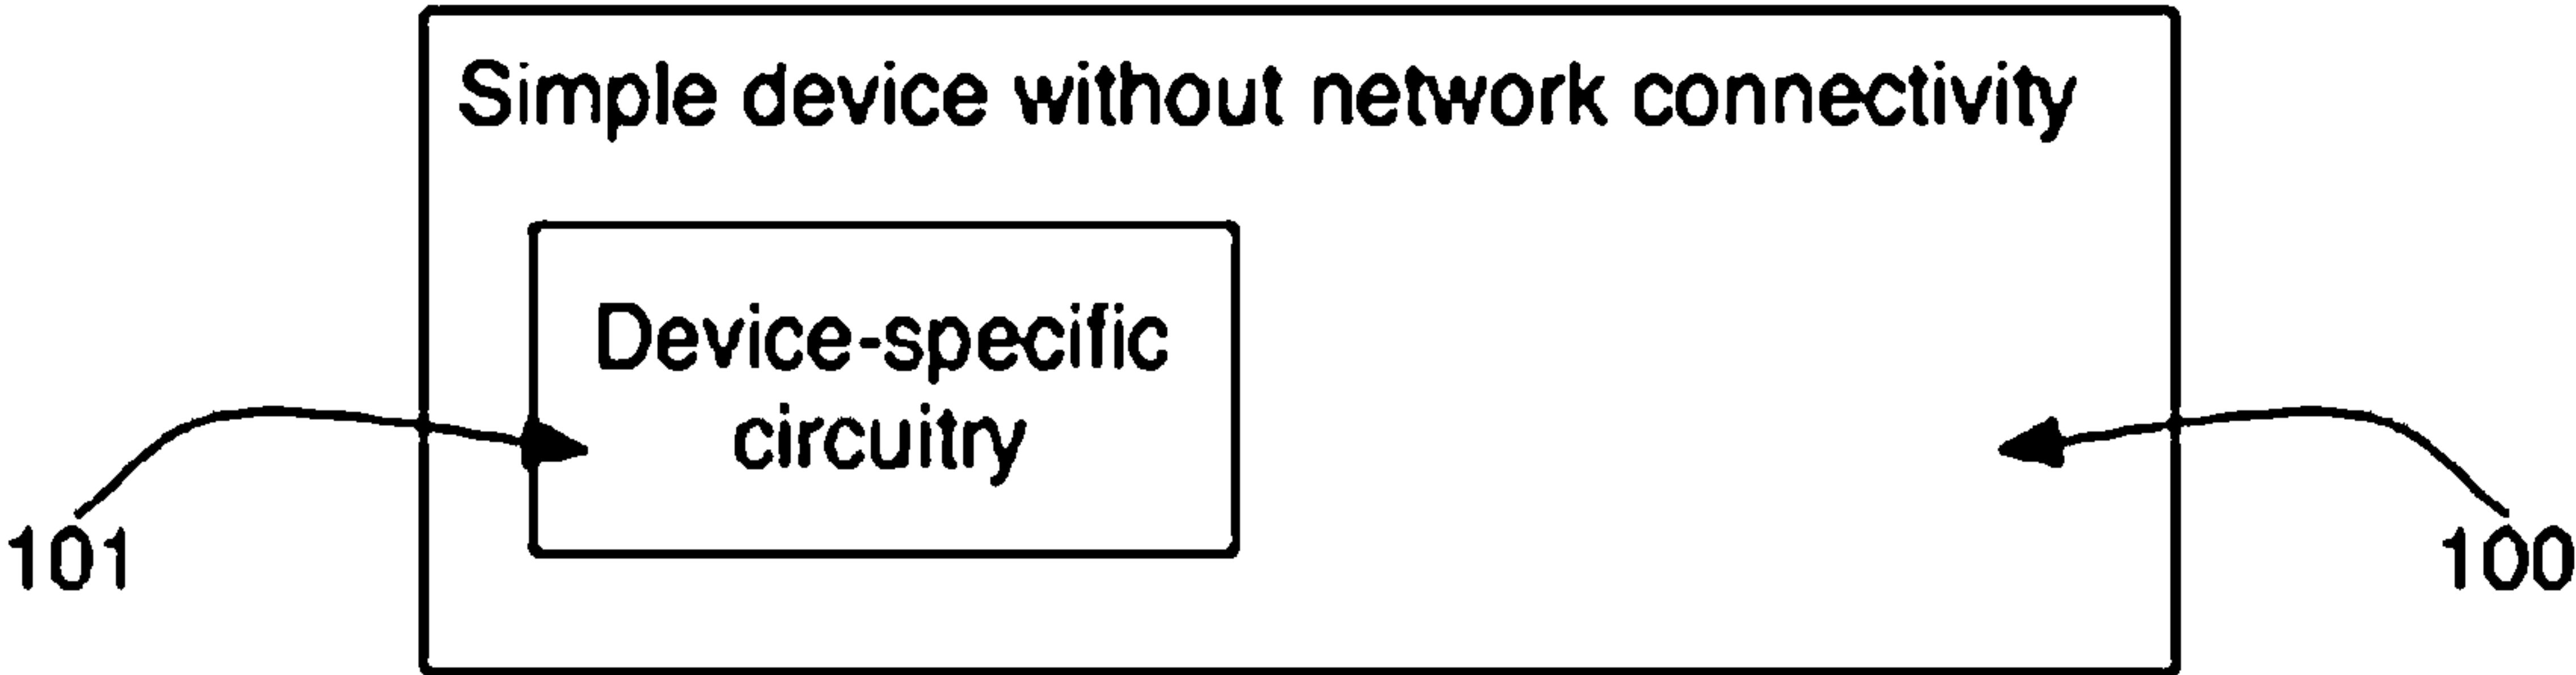 Simple device without network connectivity
Device-specific
circuitry
101
100